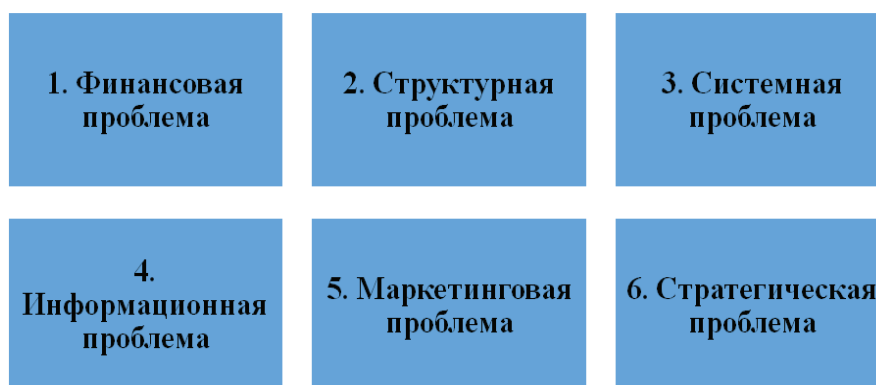 1. Финансовая
проблема
2. Структурная
проблема
3. Системная
проблема
4.
Информационная
проблема
5. Маркетинговая
проблема
6. Стратегическая
проблема